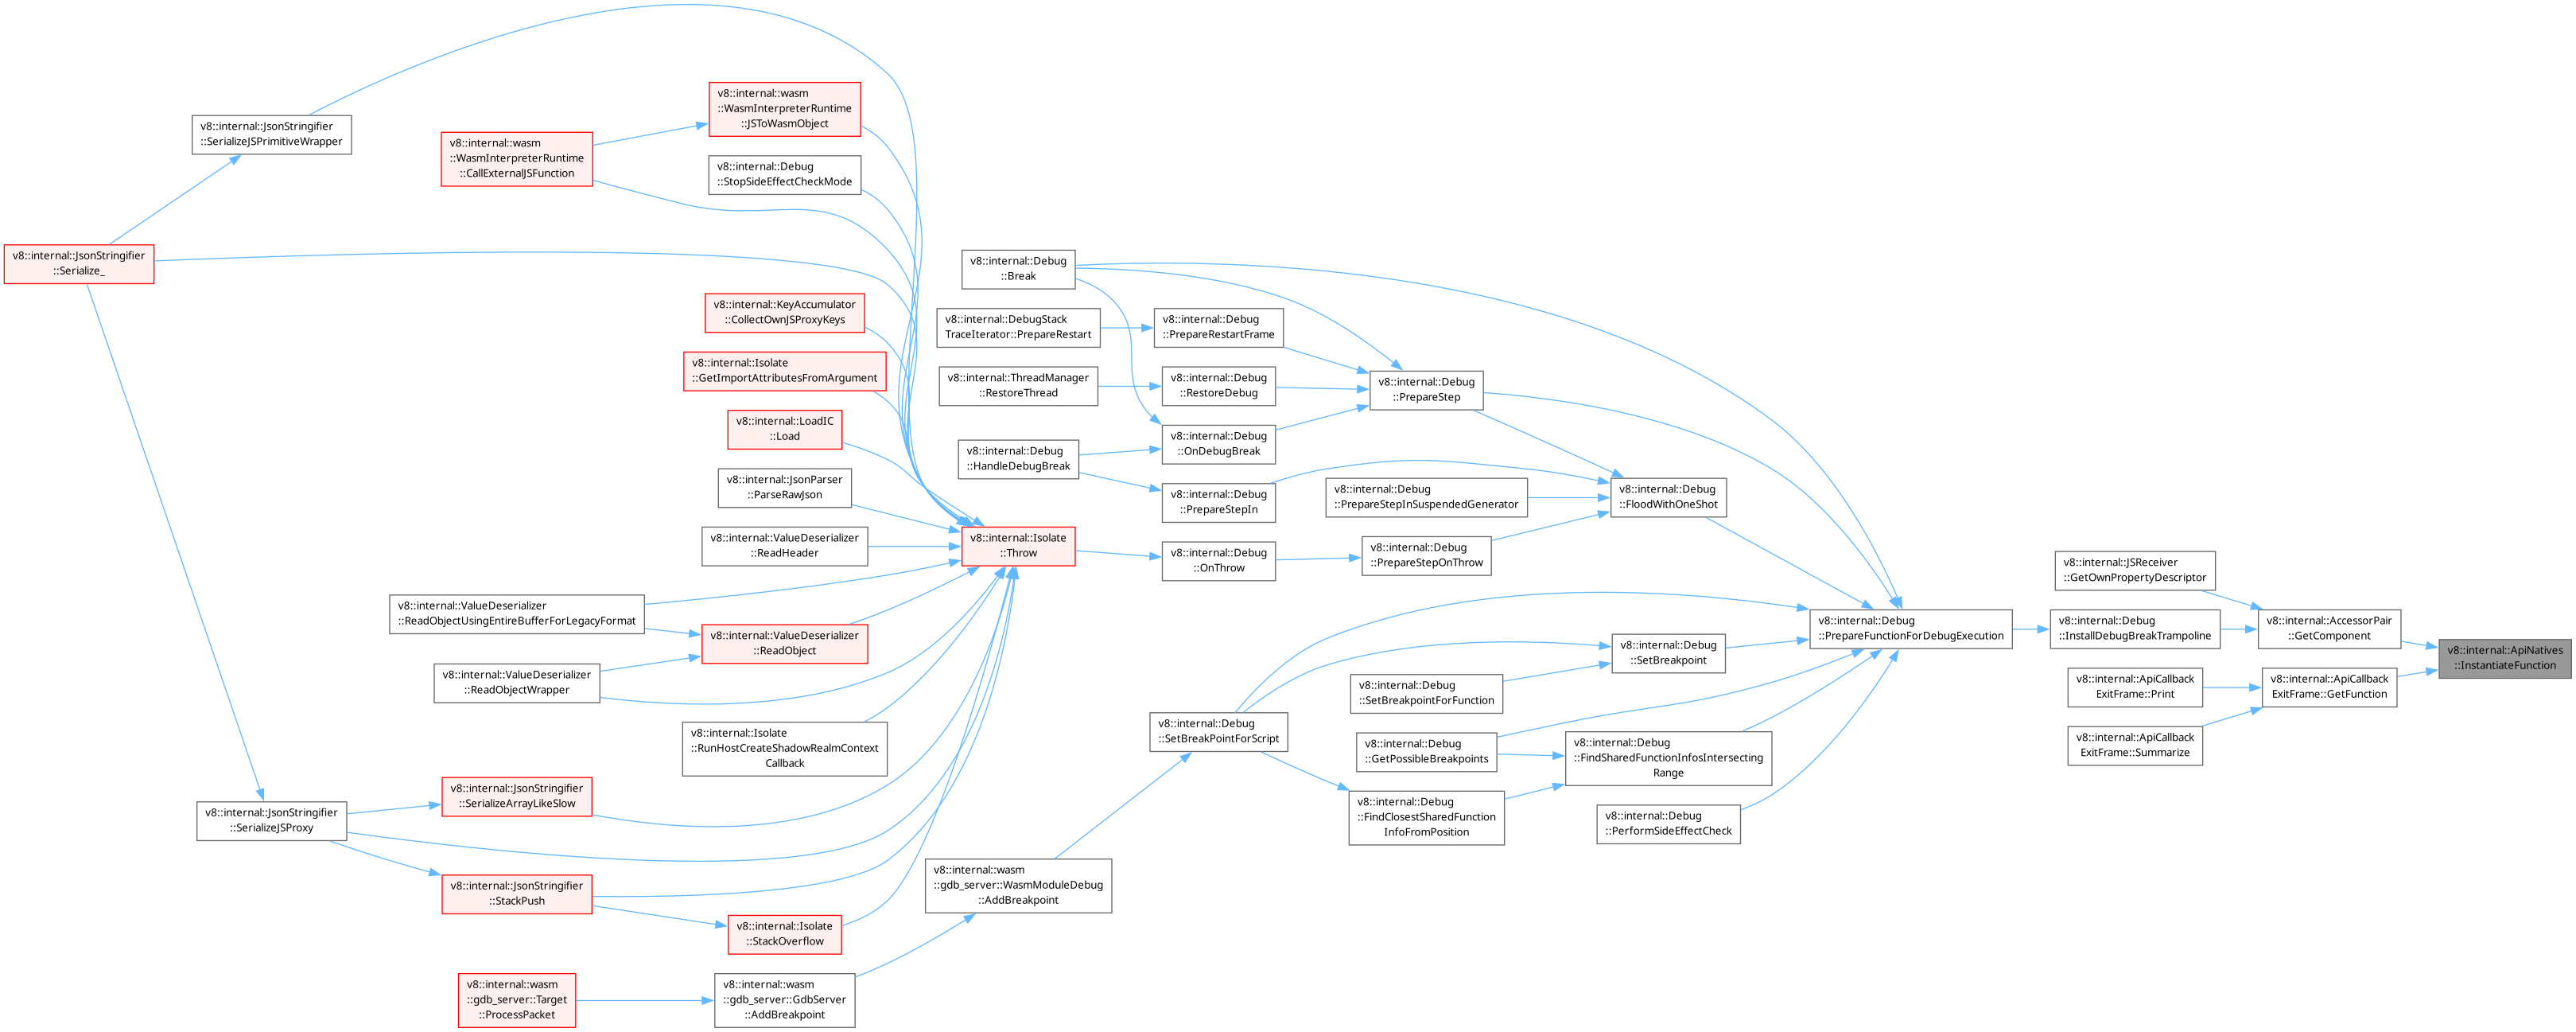 v8::internal::JsonStringifier
::SerializeJSPrimitiveWrapper
v8::internal::JsonStringifier
::Serialize_
v8::internal::JsonStringifier
::SerializeJSProxy
v8::internal::wasm
::WasmInterpreterRuntime
::CallExternalJSFunction
v8::internal::ValueDeserializer
::ReadObjectUsingEntireBufferForLegacyFormat
v8::internal::ValueDeserializer
::ReadObjectWrapper
v8::internal::JsonStringifier
::SerializeArrayLikeSlow
v8::internal::JsonStringifier
::StackPush
v8::internal::wasm
::gdb_server::Target
::ProcessPacket
v8::internal::wasm
::WasmInterpreterRuntime
::JSToWasmObject
v8::internal::Debug
::StopSideEffectCheckMode
v8::internal::KeyAccumulator
::CollectOwnJSProxyKeys
v8::internal::Isolate
::GetImportAttributesFromArgument
v8::internal::LoadIC
::Load
v8::internal::JsonParser
::ParseRawJson
v8::internal::ValueDeserializer
::ReadHeader
v8::internal::ValueDeserializer
::ReadObject
v8::internal::Isolate
::RunHostCreateShadowRealmContext
Callback
v8::internal::Isolate
::StackOverflow
v8::internal::wasm
::gdb_server::GdbServer
::AddBreakpoint
v8::internal::Debug
::Break
v8::internal::DebugStack
TraceIterator::PrepareRestart
v8::internal::ThreadManager
::RestoreThread
v8::internal::Debug
::HandleDebugBreak
v8::internal::Isolate
::Throw
v8::internal::wasm
::gdb_server::WasmModuleDebug
::AddBreakpoint
v8::internal::Debug
::PrepareRestartFrame
v8::internal::Debug
::RestoreDebug
v8::internal::Debug
::OnDebugBreak
v8::internal::Debug
::PrepareStepIn
v8::internal::Debug
::OnThrow
v8::internal::Debug
::SetBreakPointForScript
v8::internal::Debug
::PrepareStep
v8::internal::Debug
::PrepareStepInSuspendedGenerator
v8::internal::Debug
::PrepareStepOnThrow
v8::internal::Debug
::SetBreakpointForFunction
v8::internal::Debug
::GetPossibleBreakpoints
v8::internal::Debug
::FindClosestSharedFunction
InfoFromPosition
v8::internal::Debug
::FloodWithOneShot
v8::internal::Debug
::SetBreakpoint
v8::internal::Debug
::FindSharedFunctionInfosIntersecting
Range
v8::internal::Debug
::PerformSideEffectCheck
v8::internal::Debug
::PrepareFunctionForDebugExecution
v8::internal::JSReceiver
::GetOwnPropertyDescriptor
v8::internal::Debug
::InstallDebugBreakTrampoline
v8::internal::ApiCallback
ExitFrame::Print
v8::internal::ApiCallback
ExitFrame::Summarize
v8::internal::AccessorPair
::GetComponent
v8::internal::ApiCallback
ExitFrame::GetFunction
v8::internal::ApiNatives
::InstantiateFunction